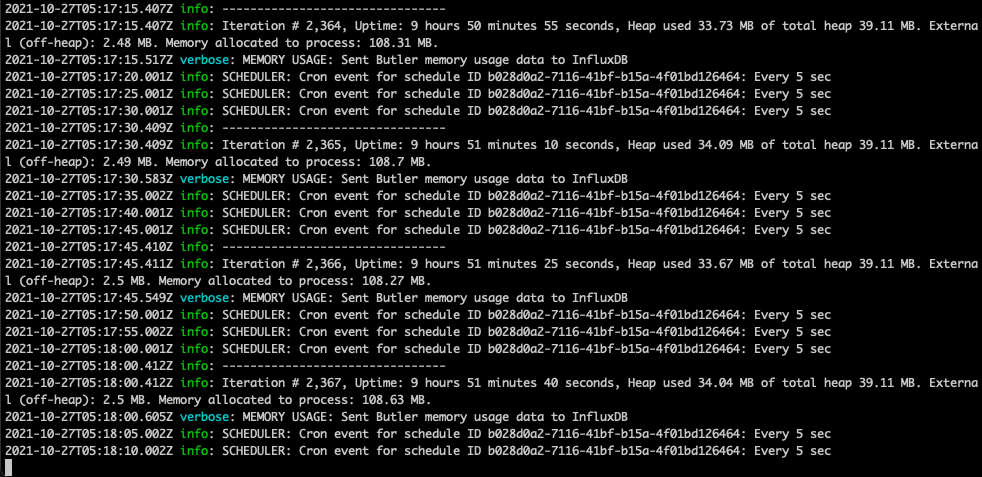 2021-10-27T05:17:15.407Z info: --------------------------------
2021-10-27T05:17:15.407Z info: Iteration # 2,364, Uptime: 9 hours 50 minutes 55 seconds, Heap used 33.73 MB of total heap 39.11 MB. Externa
l (off-heap): 2.48 MB. Memory allocated to process: 108.31 MB.
2021-10-27T05:17:15.517Z verbose: MEMORY USAGE: Sent Butler memory usage data to InfluxDB
2021-10-27T05:17:20.001Z info: SCHEDULER: Cron event for schedule ID b028d0a2-7116-41bf-b15a-4f01bd126464: Every 5 sec
2021-10-27T05:17:25.001Z info: SCHEDULER: Cron event for schedule ID b028d0a2-7116-41bf-b15a-4f01bd126464: Every 5 sec
2021-10-27T05:17:30.001Z info: SCHEDULER: Cron event for schedule ID b028d0a2-7116-41bf-b15a-4f01bd126464: Every 5 sec
2021-10-27T05:17:30.409Z info: --------------------------------
2021-10-27T05:17:30.409Z info: Iteration # 2,365, Uptime: 9 hours 51 minutes 10 seconds, Heap used 34.09 MB of total heap 39.11 MB. Externa
l (off-heap): 2.49 MB. Memory allocated to process: 108.7 MB.
2021-10-27T05:17:30.583Z verbose: MEMORY USAGE: Sent Butler memory usage data to InfluxDB
2021-10-27T05:17:35.002Z info: SCHEDULER: Cron event for schedule ID b028d0a2-7116-41bf-b15a-4f01bd126464: Every 5 sec
2021-10-27T05:17:40.001Z info: SCHEDULER: Cron event for schedule ID b028d0a2-7116-41bf-b15a-4f01bd126464: Every 5 sec
2021-10-27T05:17:45.001Z info: SCHEDULER: Cron event for schedule ID b028d0a2-7116-41bf-b15a-4f01bd126464: Every 5 sec
2021-10-27T05:17:45.410Z info: --------------------------------
2021-10-27T05:17:45.411Z info: Iteration # 2,366, Uptime: 9 hours 51 minutes 25 seconds, Heap used 33.67 MB of total heap 39.11 MB. Externa
l (off-heap): 2.5 MB. Memory allocated to process: 108.27 MB.
2021-10-27T05:17:45.549Z verbose: MEMORY USAGE: Sent Butler memory usage data to InfluxDB
2021-10-27T05:17:50.001Z info: SCHEDULER: Cron event for schedule ID b028d0a2-7116-41bf-b15a-4f01bd126464: Every 5 sec
2021-10-27T05:17:55.002Z info: SCHEDULER: Cron event for schedule ID b028d0a2-7116-41bf-b15a-4f01bd126464: Every 5 sec
2021-10-27T05:18:00.001Z info: SCHEDULER: Cron event for schedule ID b028d0a2-7116-41bf-b15a-4f01bd126464: Every 5 sec
2021-10-27T05:18:00.412Z info: --------------------------------
2021-10-27T05:18:00.412Z info: Iteration # 2,367, Uptime: 9 hours 51 minutes 40 seconds, Heap used 34.04 MB of total heap 39.11 MB. Externa
l (off-heap): 2.5 MB. Memory allocated to process: 108.63 MB.
2021-10-27T05:18:00.605Z verbose: MEMORY USAGE: Sent Butler memory usage data to InfluxDB
2021-10-27T05:18:05.002Z info: SCHEDULER: Cron event for schedule ID b028d0a2-7116-41bf-b15a-4f01bd126464: Every 5 sec
2021-10-27T05:18:10.002Z info: SCHEDULER: Cron event for schedule ID b028d0a2-7116-41bf-b15a-4f01bd126464: Every 5 sec